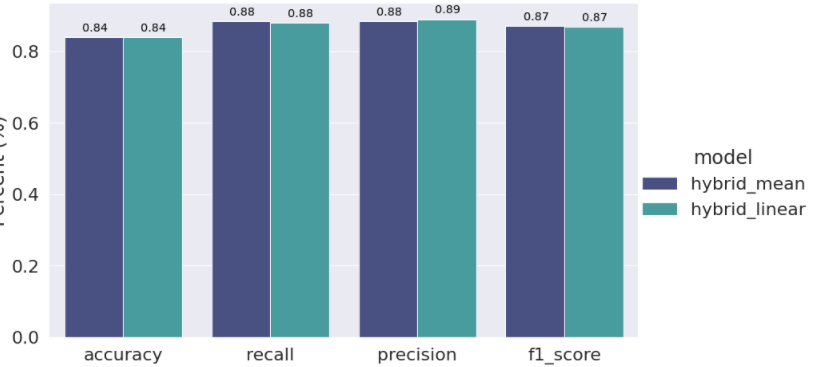 0.84 0.84 0.88 0.88 0.88 0.89 0.87 0.87
0.8
0.6
0.4
0.2
0.0
Percent (%)
accuracy recall precision f1_score
model
hybrid_mean
hybrid_linear